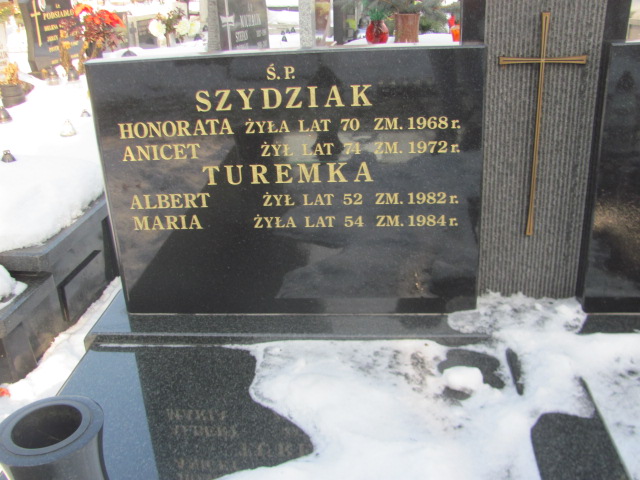 Ś.P.
SZYDZIAK
HONORATA ŻYŁA LAT 70 ZM. 1968 r.
ANICET ŻYŁ LAT 74 ZM. 1972 r.
TUREMKA
ALBERT ŻYŁ LAT 52 ZM. 1982 r.
MARIA ŻYŁA LAT 54 ZM. 1984 r.